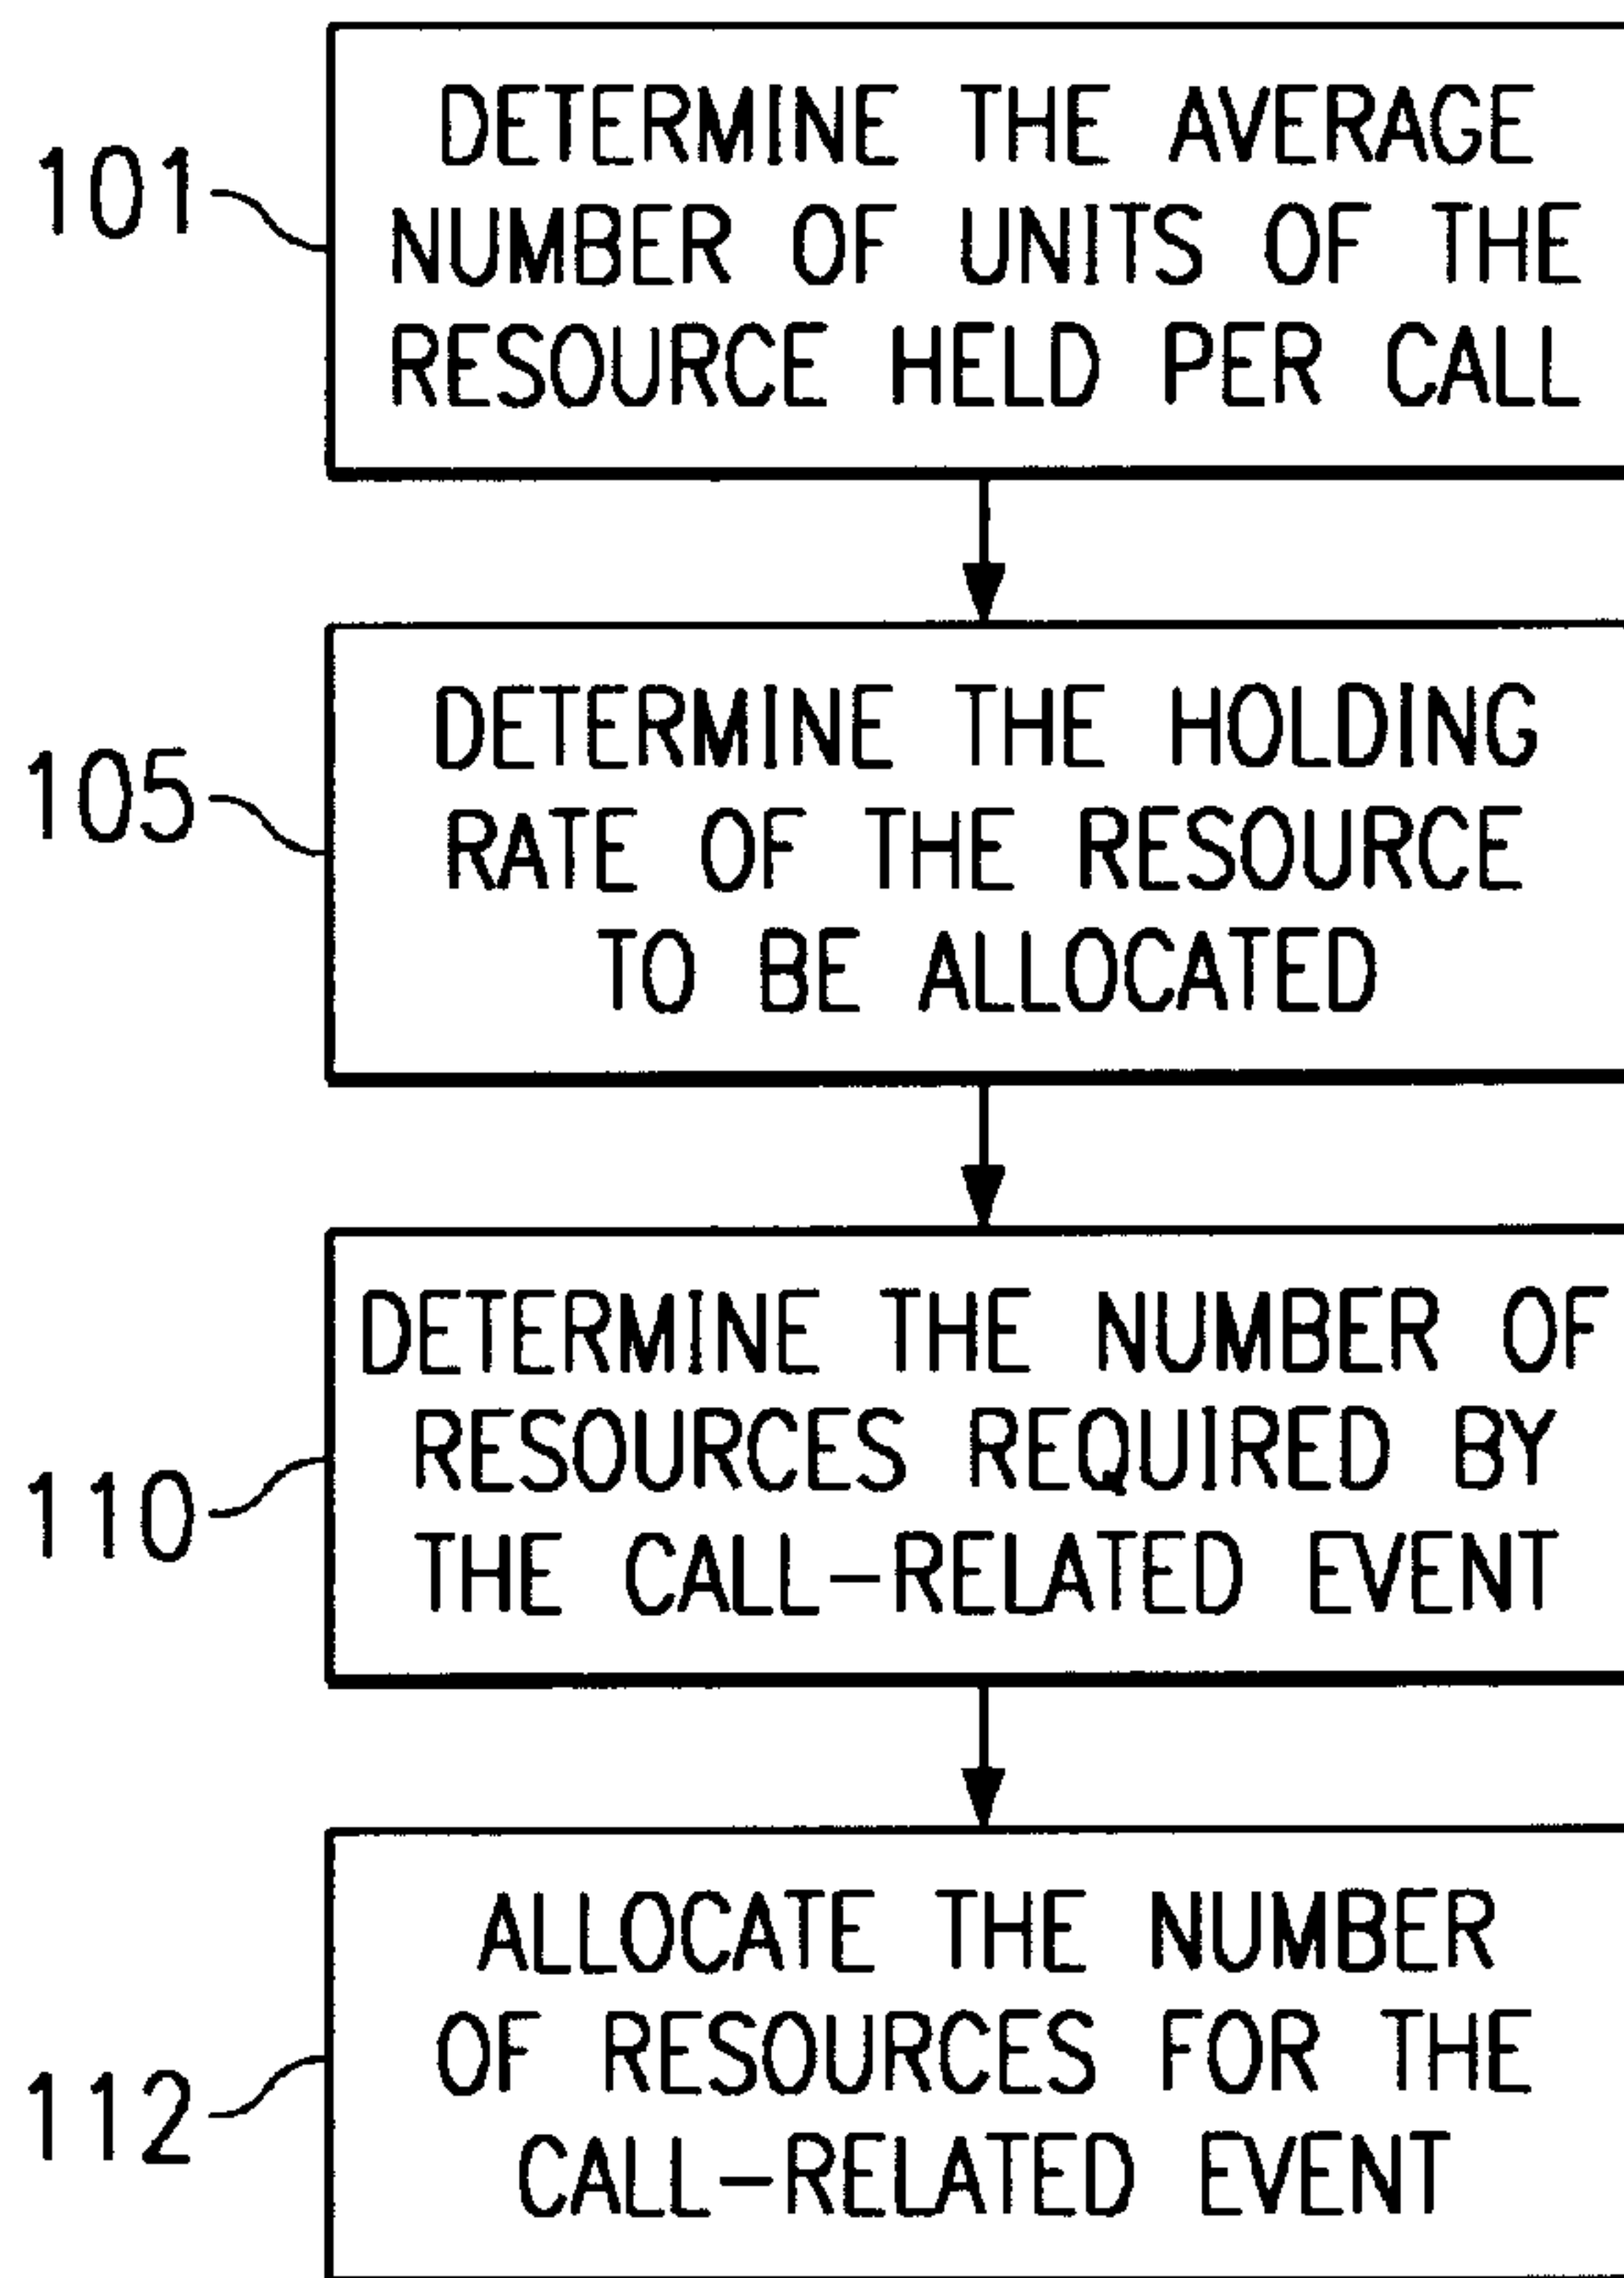 DETERMINE THE AVERAGE
101
NUMBER OF UNITS OF THE
RESOURCE HELD PER CALL
DETERMINE THE HOLDING
105
RATE OF THE RESOURCE
TO BE ALLOCATED
DETERMINE THE NUMBER OF
RESOURCES REQUIRED BY
110
THE CALL-RELATED EVENT
ALLOCATE THE NUMBER
OF RESOURCES FOR THE
112
CALL-RELATED EVENT